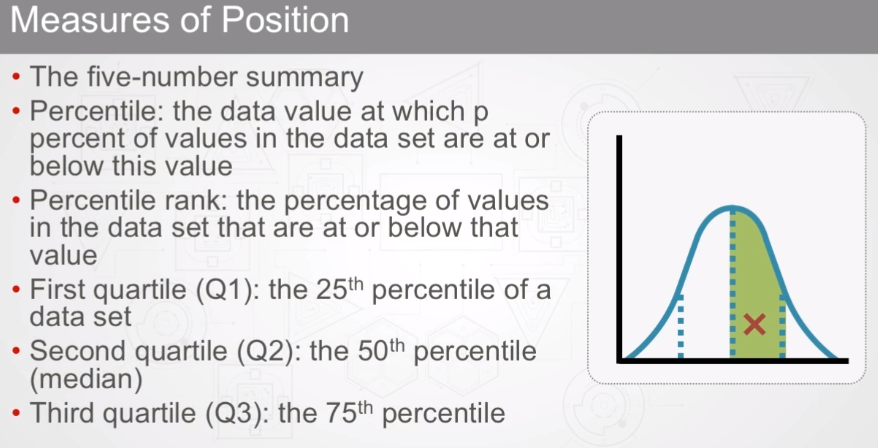 Measures of Position
• The five-number summary
• Percentile: the data value at which p
percent of values in the data set are at or
below this value
• Percentile rank: the percentage of values
in the data set that are at or below that
value
• First quartile (Q1): the 25th percentile of a
data set
• Second quartile (Q2): the 50th percentile
(median)
• Third quartile (Q3): the 75th percentile